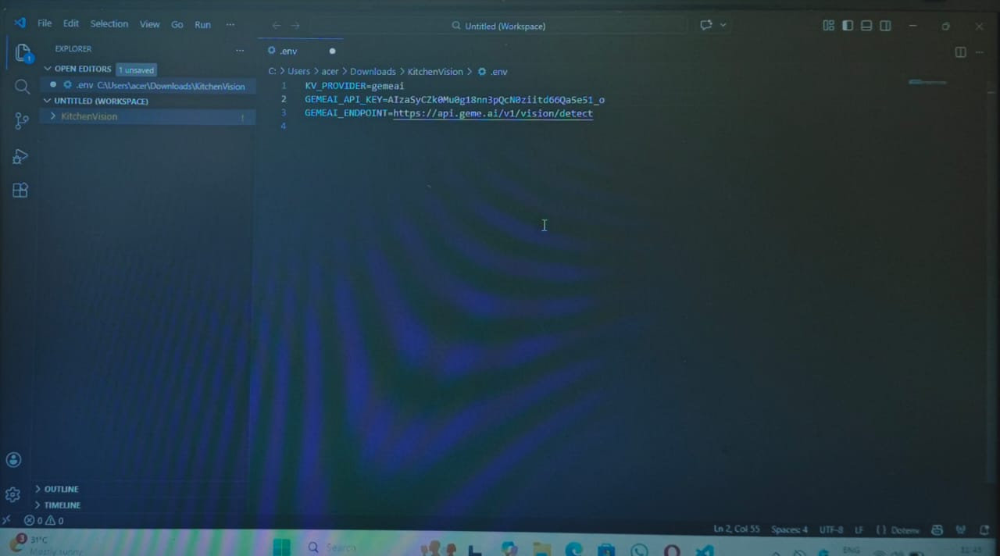 File Edit Selection View Go Run ...
Untitled (Workspace)
EXPLORER
...
.env
OPEN EDITORS 1 unsaved
.env C:\Users\acer\Downloads\KitchenVision
UNTITLED (WORKSPACE)
KitchenVision !
C: > Users > acer > Downloads > KitchenVision > .env
1 KV_PROVIDER=gemeai
2 GEMEAI_API_KEY=AIzaSyCZk0Mu0g18nn3pQcN0ziitd66QaSeS1_o
3 GEMEAI_ENDPOINT=https://api.geme.ai/v1/vision/detect
4
1
OUTLINE
TIMELINE
0 0
Ln 2, Col 55 Spaces: 4 UTF-8 LF {} Dotenv
3
31°C
Mostly sunny
Search
ENG